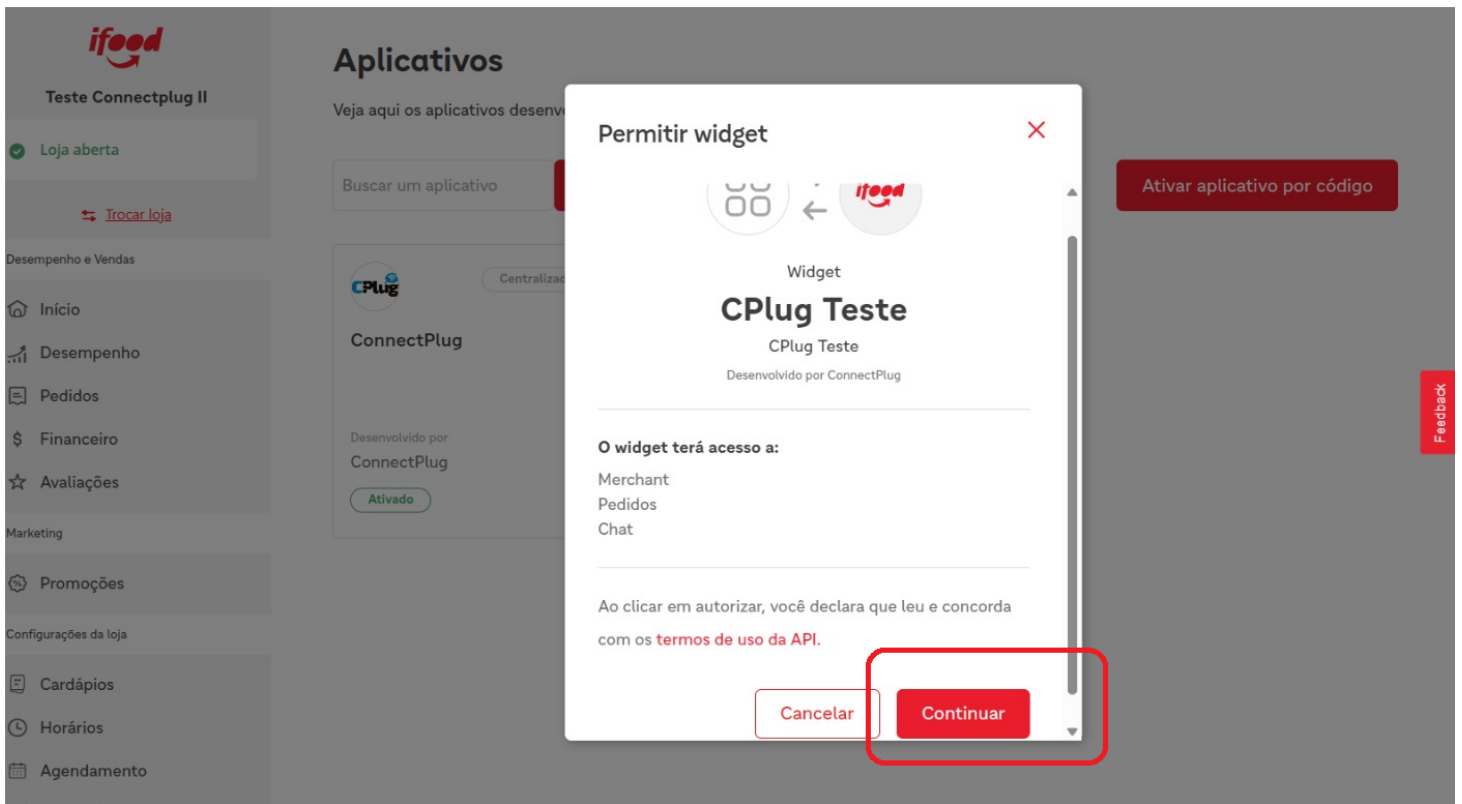 ifood
Teste Connectplug II
Loja aberta
Trocar loja
Desempenho e Vendas
Início
Desempenho
Pedidos
Financeiro
Avaliações
Marketing
Promoções
Configurações da loja
Cardápios
Horários
Agendamento
Aplicativos
Veja aqui os aplicativos desenv
Buscar um aplicativo
Ativar aplicativo por código
CPlug
Centraliza
ConnectPlug
Desenvolvido por
ConnectPlug
Ativado
Permitir widget
ifood
Widget
CPlug Teste
CPlug Teste
Desenvolvido por ConnectPlug
O widget terá acesso a:
Merchant
Pedidos
Chat
Ao clicar em autorizar, você declara que leu e concorda
com os termos de uso da API.
Cancelar
Continuar
Feedback